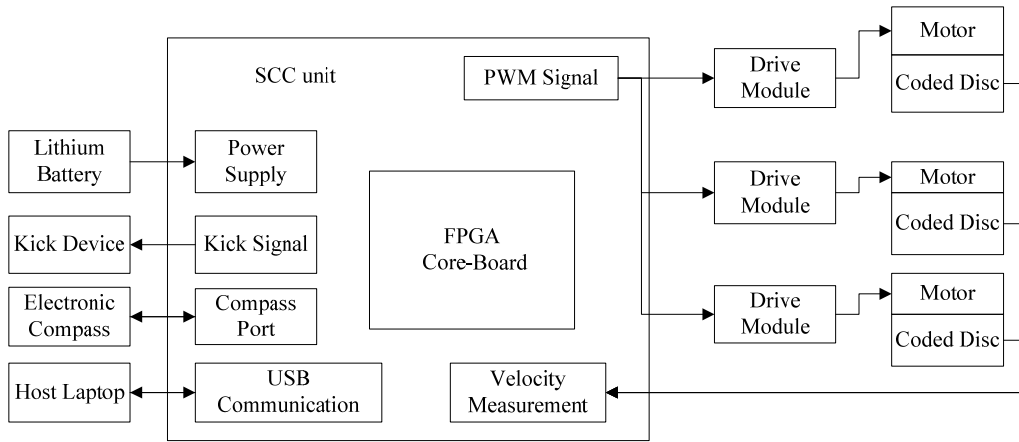 SCC unit
PWM Signal
Drive
Module
Motor
Coded Disc
Lithium
Battery
Power
Supply
Drive
Module
Motor
Coded Disc
Kick Device
Kick Signal
FPGA
Core-Board
Electronic
Compass
Compass
Port
Drive
Module
Motor
Coded Disc
Host Laptop
USB
Communication
Velocity
Measurement